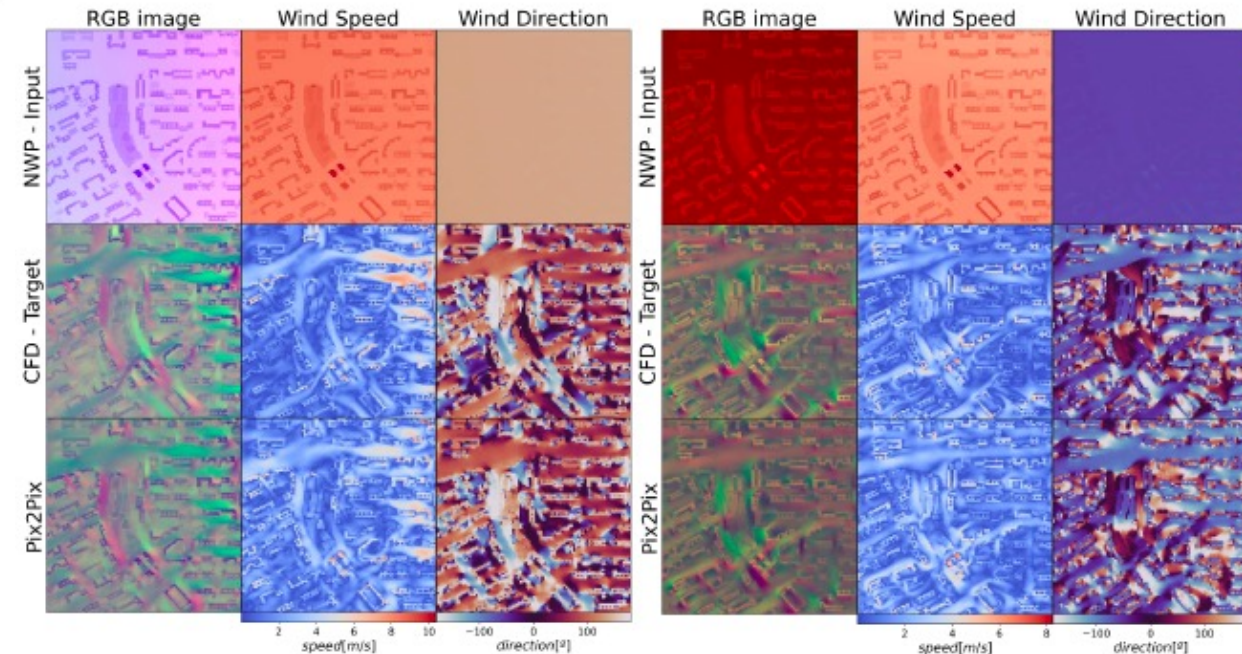 RGB image Wind Speed Wind Direction RGB image Wind Speed Wind Direction
NWP - Input NWP - Input
CFD - Target CFD - Target
Pix2Pix Pix2Pix
2 4 6 8 10 −100 0 100 2 4 6 8 −100 0 100
speed[m/s] direction[º] speed[m/s] direction[º]